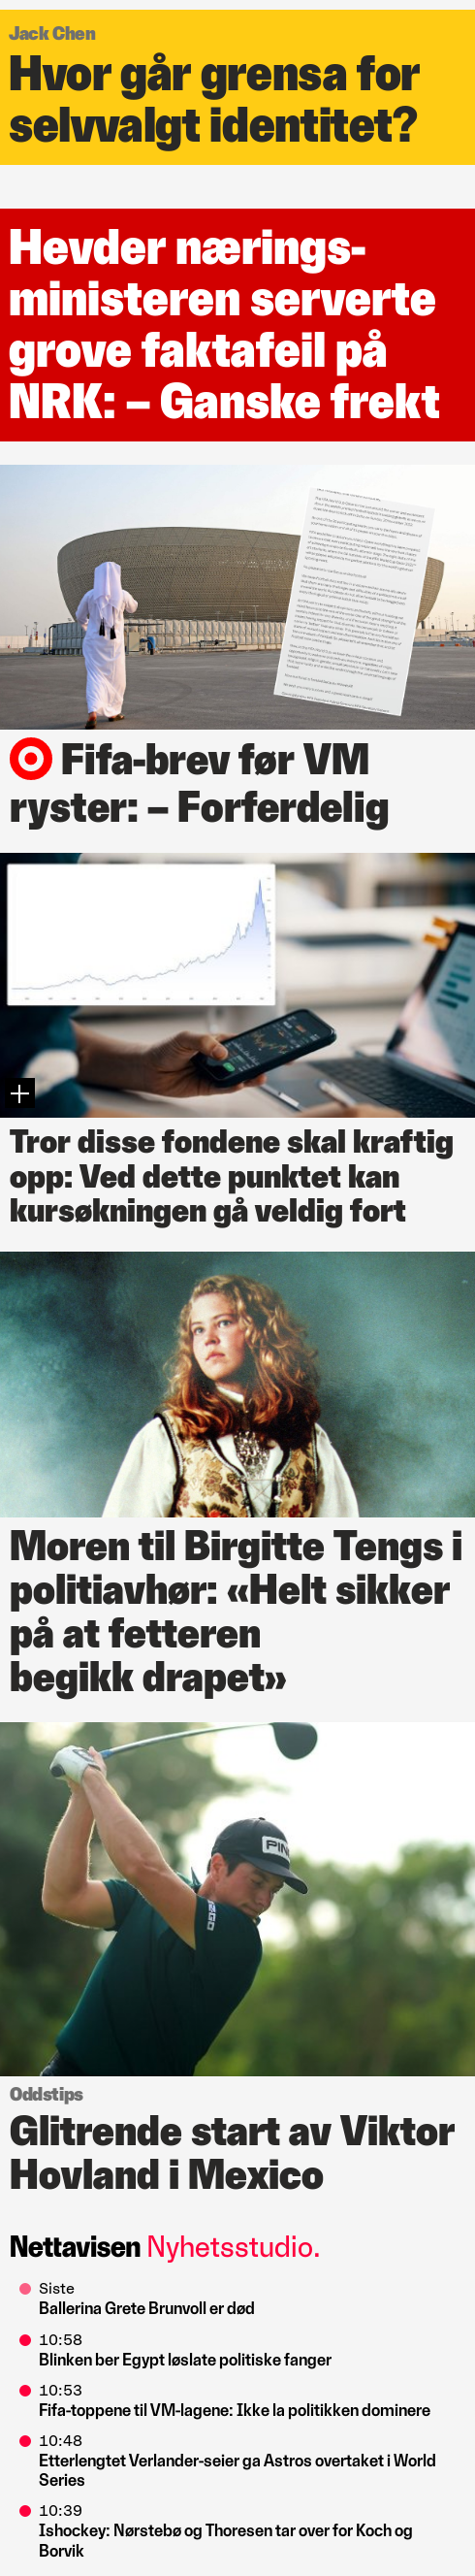 Jack Chen
Hvor går grensa for
selvvalgt identitet?
Hevder nærings-
ministeren serverte
grove faktafeil på
NRK: – Ganske frekt
Fifa-brev før VM
ryster: – Forferdelig
Tror disse fondene skal kraftig
opp: Ved dette punktet kan
kursøkningen gå veldig fort
Moren til Birgitte Tengs i
politiavhør: «Helt sikker
på at fetteren
begikk drapet»
PING
Oddstips
Glitrende start av Viktor
Hovland i Mexico
Nettavisen Nyhetsstudio.
Siste
Ballerina Grete Brunvoll er død
10:58
Blinken ber Egypt løslate politiske fanger
10:53
Fifa-toppene til VM-lagene: Ikke la politikken dominere
10:48
Etterlengtet Verlander-seier ga Astros overtaket i World
Series
10:39
Ishockey: Nørstebø og Thoresen tar over for Koch og
Borvik